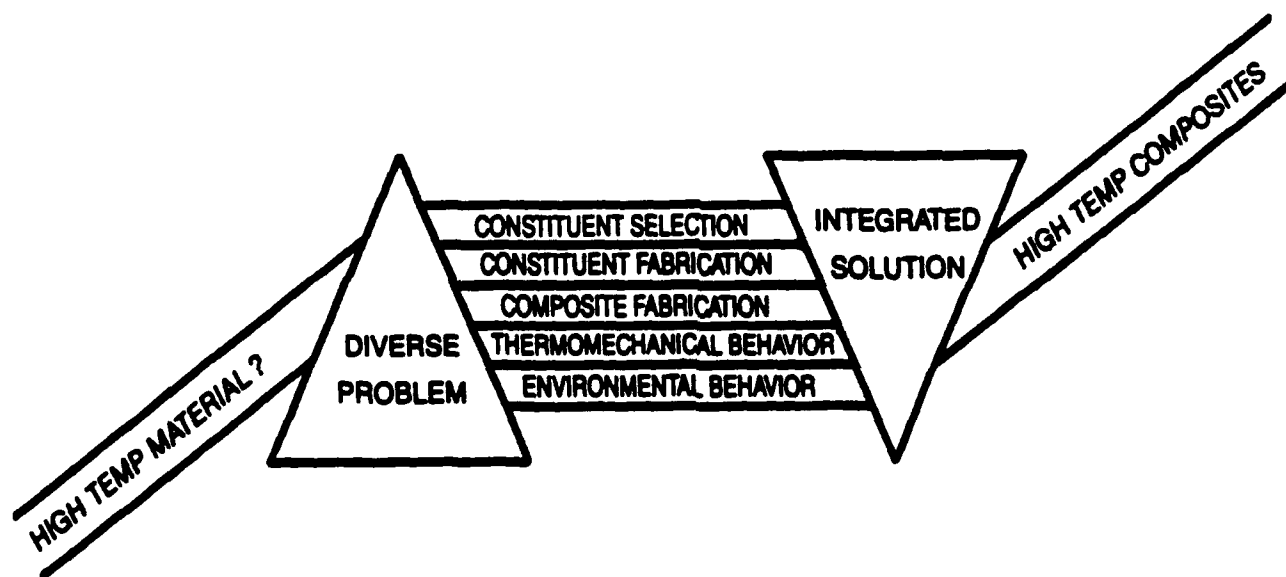 HIGH TEMP MATERIAL ?
DIVERSE
PROBLEM
CONSTITUENT SELECTION
CONSTITUENT FABRICATION
COMPOSITE FABRICATION
THERMOMECHANICAL BEHAVIOR
ENVIRONMENTAL BEHAVIOR
INTEGRATED
SOLUTION
HIGH TEMP COMPOSITES